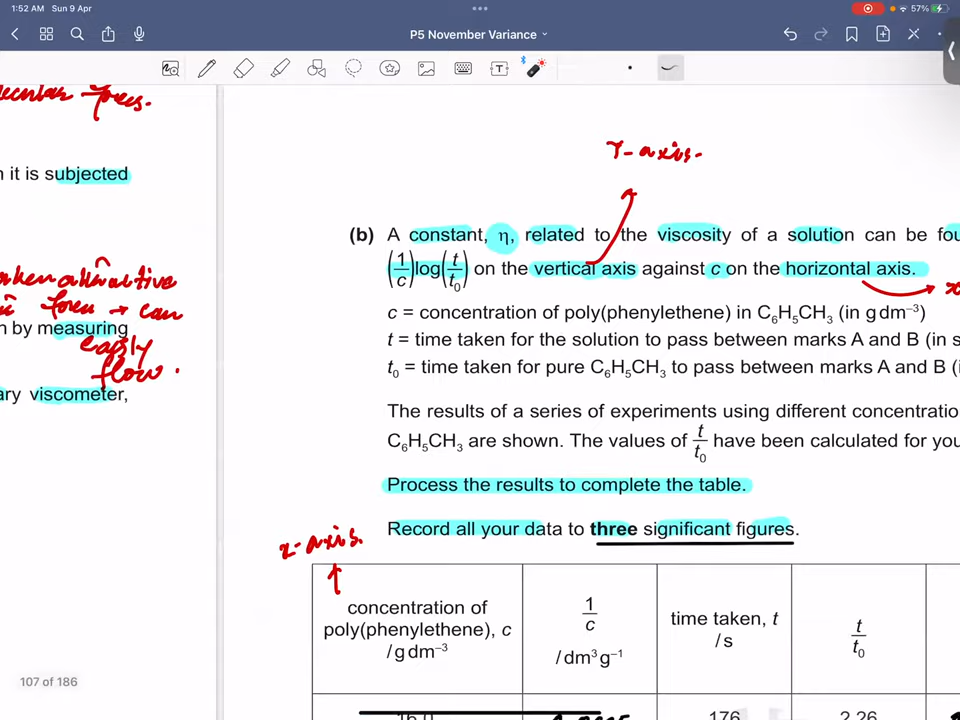 1:52 AM Sun 9 Apr
57%
P5 November Variance
forces.
Y-axis.
n it is subjected
(b) A constant, η, related to the viscosity of a solution can be fou
(1/c)log(t/t₀) on the vertical axis against c on the horizontal axis.
attractive
forces → can
c = concentration of poly(phenylethene) in C₆H₅CH₃ (in g dm⁻³)
n by measuring
t = time taken for the solution to pass between marks A and B (in s
easily
flow.
t₀ = time taken for pure C₆H₅CH₃ to pass between marks A and B (i
ary viscometer,
The results of a series of experiments using different concentratio
C₆H₅CH₃ are shown. The values of t/t₀ have been calculated for you
Process the results to complete the table.
Record all your data to three significant figures.
x-axis.
concentration of poly(phenylethene), c /g dm⁻³
1/c /dm³ g⁻¹
time taken, t /s
t/t₀
107 of 186
176
2.26